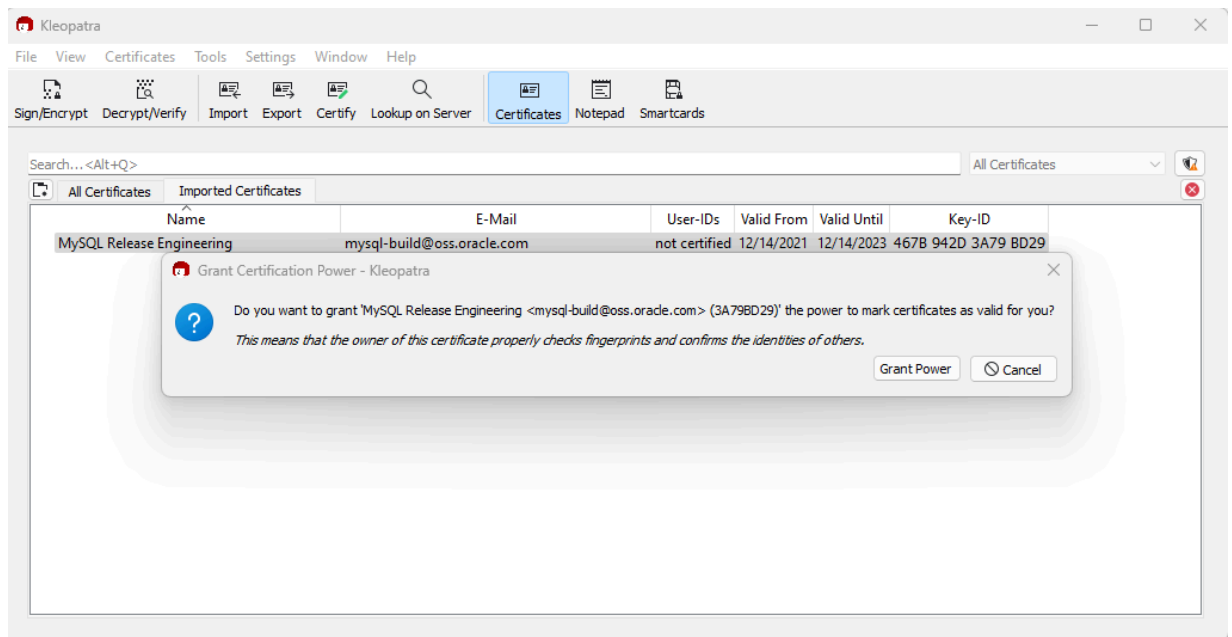 Kleopatra
File View Certificates Tools Settings Window Help
Sign/Encrypt Decrypt/Verify Import Export Certify Lookup on Server Certificates Notepad Smartcards
Search...<Alt+Q> All Certificates
All Certificates Imported Certificates
Name E-Mail User-IDs Valid From Valid Until Key-ID
MySQL Release Engineering mysql-build@oss.oracle.com not certified 12/14/2021 12/14/2023 467B 942D 3A79 BD29
Grant Certification Power - Kleopatra
Do you want to grant 'MySQL Release Engineering <mysql-build@oss.oracle.com> (3A79BD29)' the power to mark certificates as valid for you?
This means that the owner of this certificate properly checks fingerprints and confirms the identities of others.
Grant Power Cancel